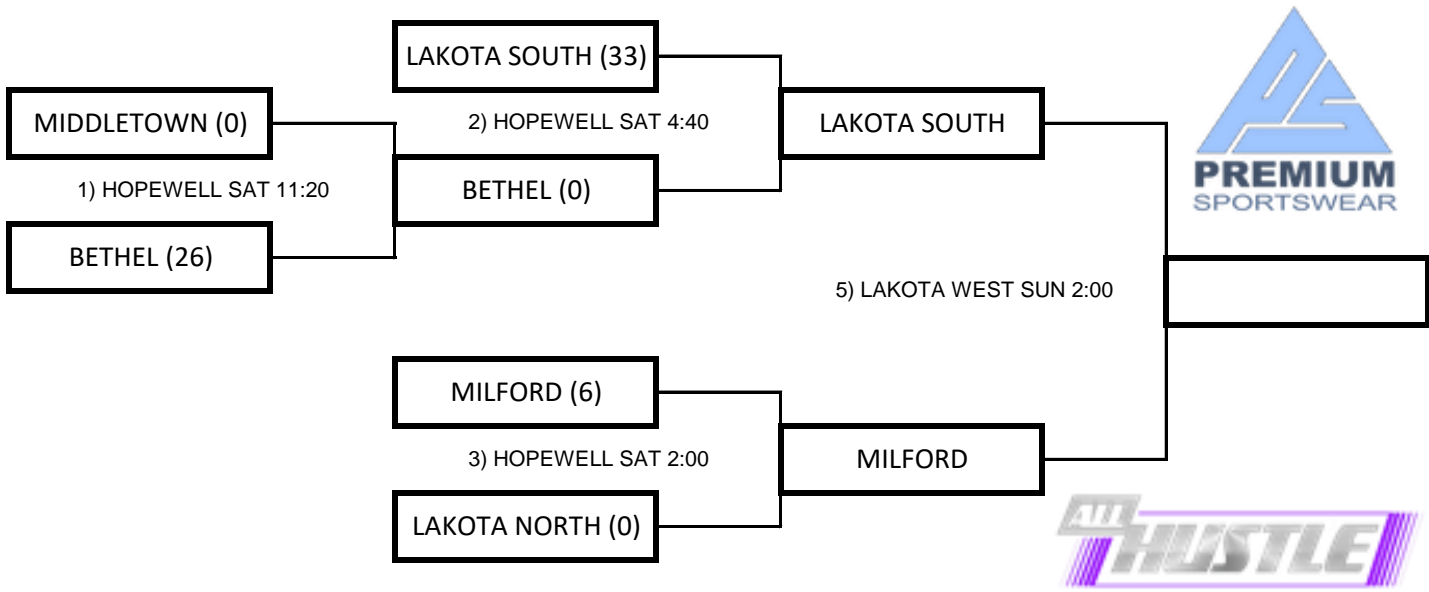 LAKOTA SOUTH (33)
MIDDLETOWN (0)
2) HOPEWELL SAT 4:40
LAKOTA SOUTH
1) HOPEWELL SAT 11:20
BETHEL (0)
BETHEL (26)
5) LAKOTA WEST SUN 2:00
MILFORD (6)
3) HOPEWELL SAT 2:00
MILFORD
LAKOTA NORTH (0)
PS
PREMIUM
SPORTSWEAR
ALL
HUSTLE